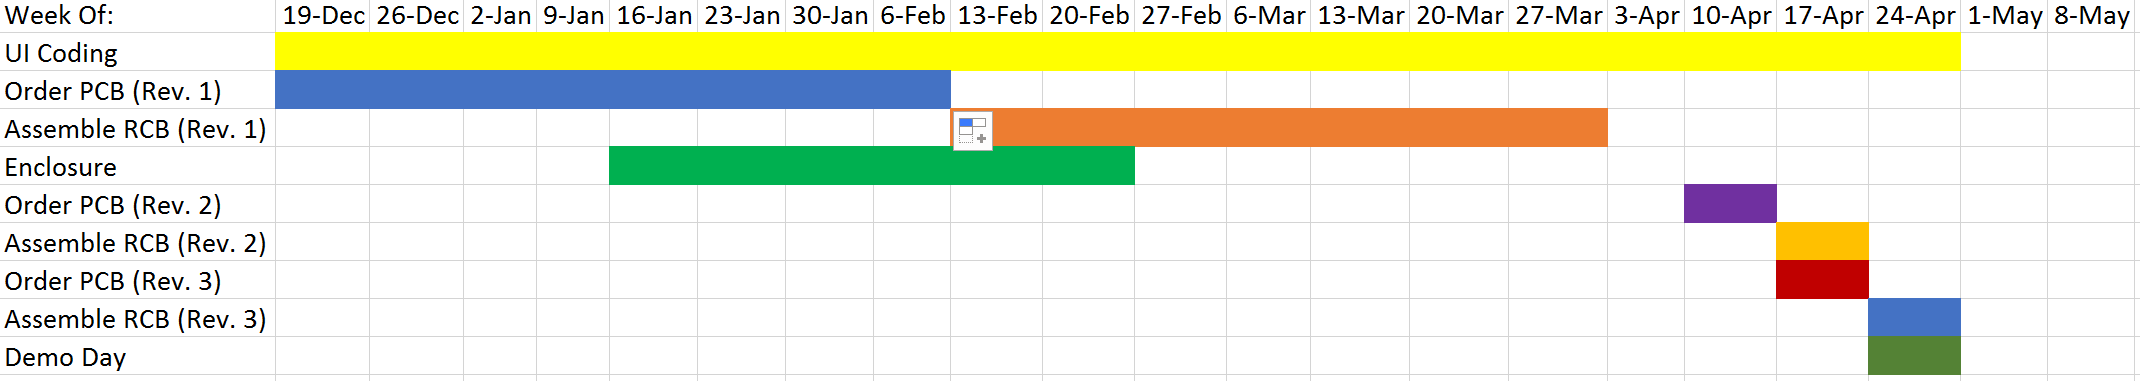 Week Of: 19-Dec 26-Dec 2-Jan 9-Jan 16-Jan 23-Jan 30-Jan 6-Feb 13-Feb 20-Feb 27-Feb 6-Mar 13-Mar 20-Mar 27-Mar 3-Apr 10-Apr 17-Apr 24-Apr 1-May 8-May
UI Coding
Order PCB (Rev. 1)
Assemble RCB (Rev. 1)
Enclosure
Order PCB (Rev. 2)
Assemble RCB (Rev. 2)
Order PCB (Rev. 3)
Assemble RCB (Rev. 3)
Demo Day